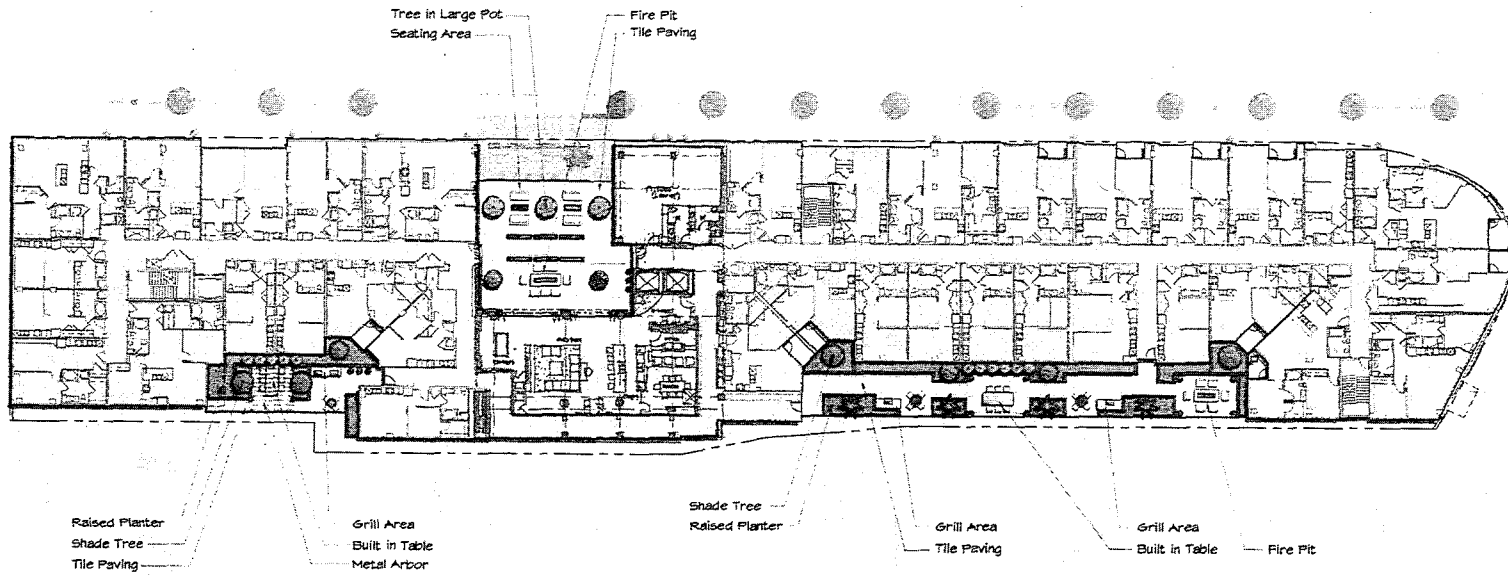 Tree in Large Pot
Seating Area
Fire Pit
Tile Paving
Raised Planter
Shade Tree
Tile Paving
Grill Area
Built in Table
Metal Arbor
Shade Tree
Raised Planter
Grill Area
Tile Paving
Grill Area
Built in Table
Fire Pit